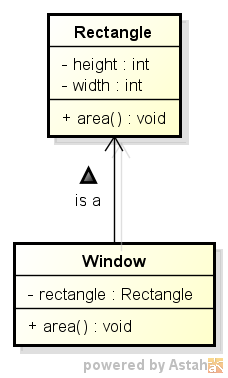 Rectangle
- height : int
- width : int
+ area() : void
is a
Window
- rectangle : Rectangle
+ area() : void
powered by Astah